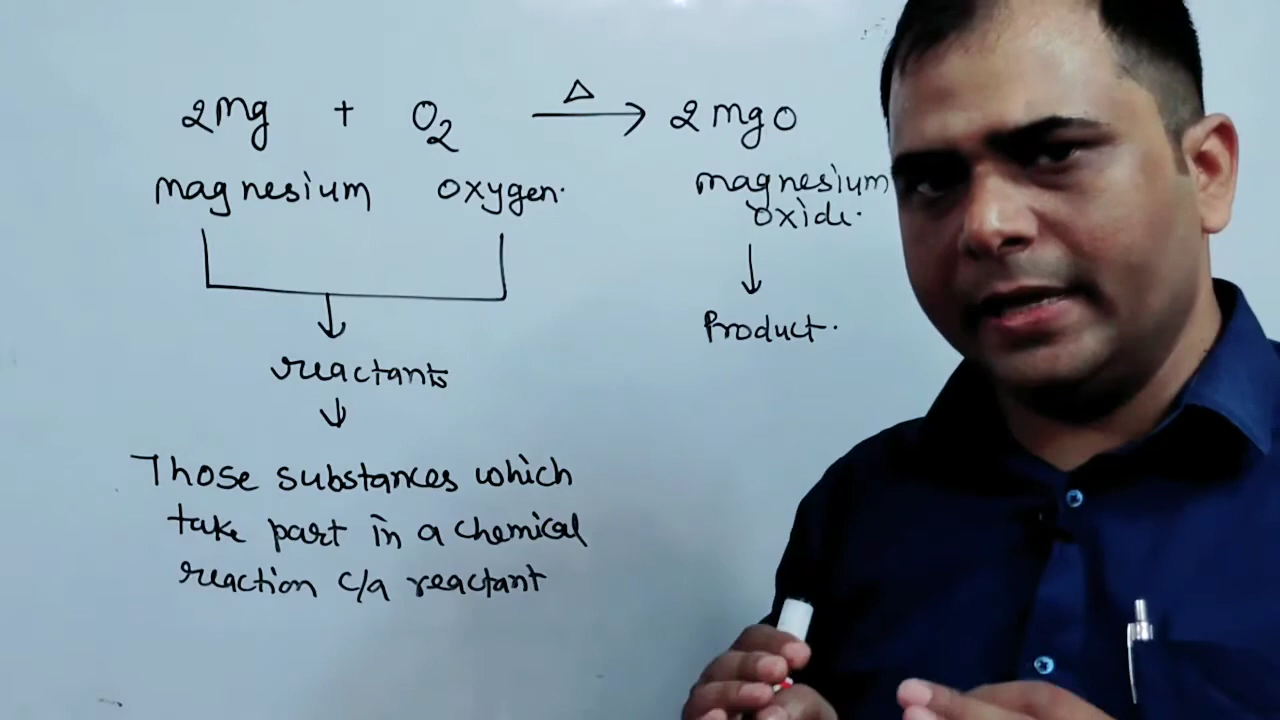 2Mg + O2 △→ 2MgO
magnesium oxygen. magnesium
oxide.
Product.
reactants
Those substances which
take part in a chemical
reaction c/a reactant